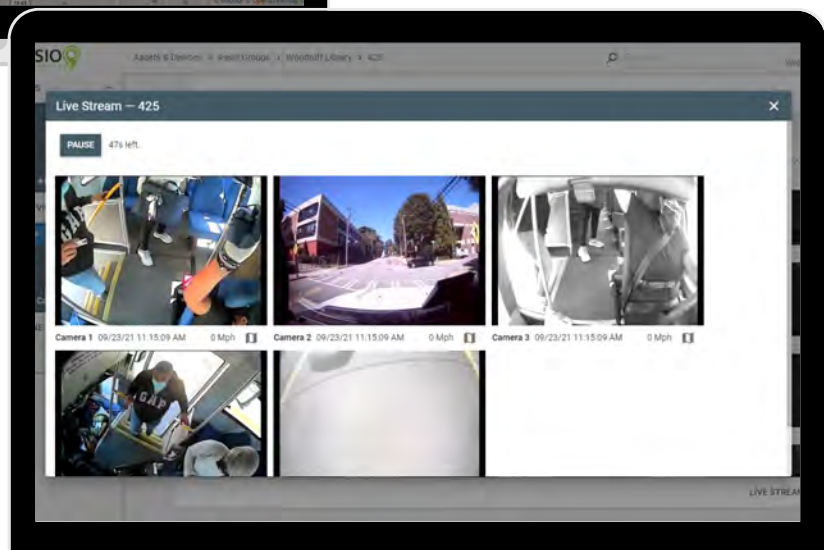 SIO
Assets & Devices > Asset Groups > Woodruff Library > 425
Live Stream — 425
PAUSE 47s left.
Camera 1 09/23/21 11:15:09 AM 0 Mph
Camera 2 09/23/21 11:15:09 AM 0 Mph
Camera 3 09/23/21 11:15:09 AM 0 Mph
GAP
GAP
LIVE STREAM